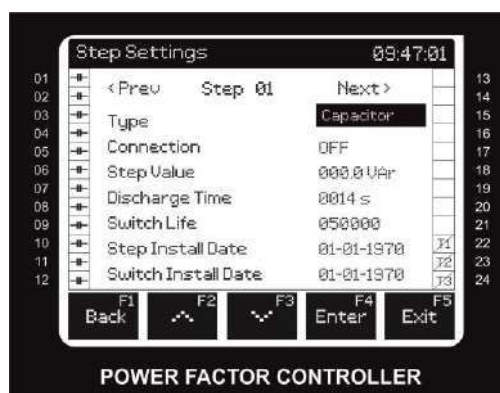 Step Settings 09:47:01
<Prev Step 01 Next>
Type Capacitor
Connection OFF
Step Value 000.0 VAr
Discharge Time 0014 s
Switch Life 050000
Step Install Date 01-01-1970
Switch Install Date 01-01-1970
01
02
03
04
05
06
07
08
09
10
11
12
13
14
15
16
17
18
19
20
21
22
23
24
F1 F2 F3 F4 F5
Back Enter Exit
POWER FACTOR CONTROLLER